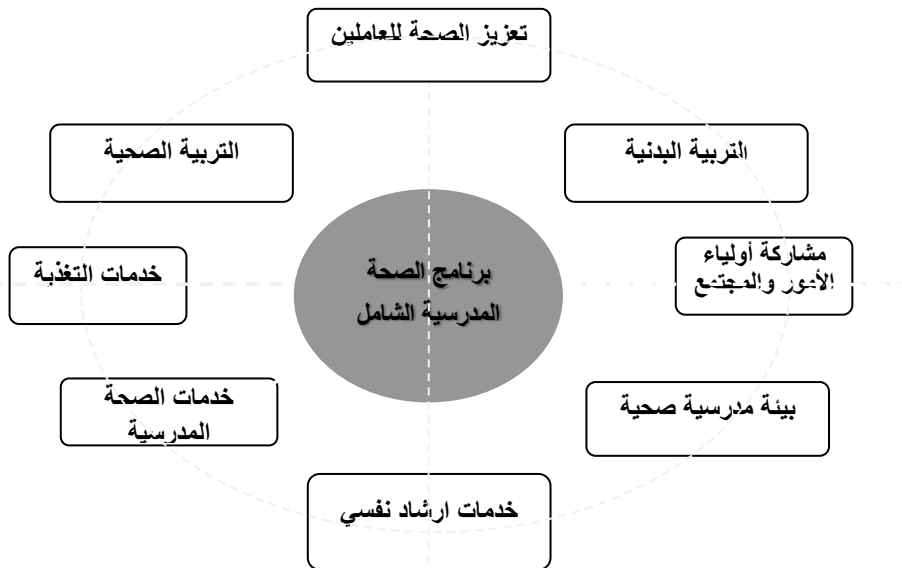 تعزيز الصحة للعاملين
التربية البدنية
التربية الصحية
مشاركة أولياء
الأمور والمجتمع
برنامج الصحة
المدرسية الشامل
خدمات التغذية
بيئة مدرسية صحية
خدمات الصحة
المدرسية
خدمات ارشاد نفسي